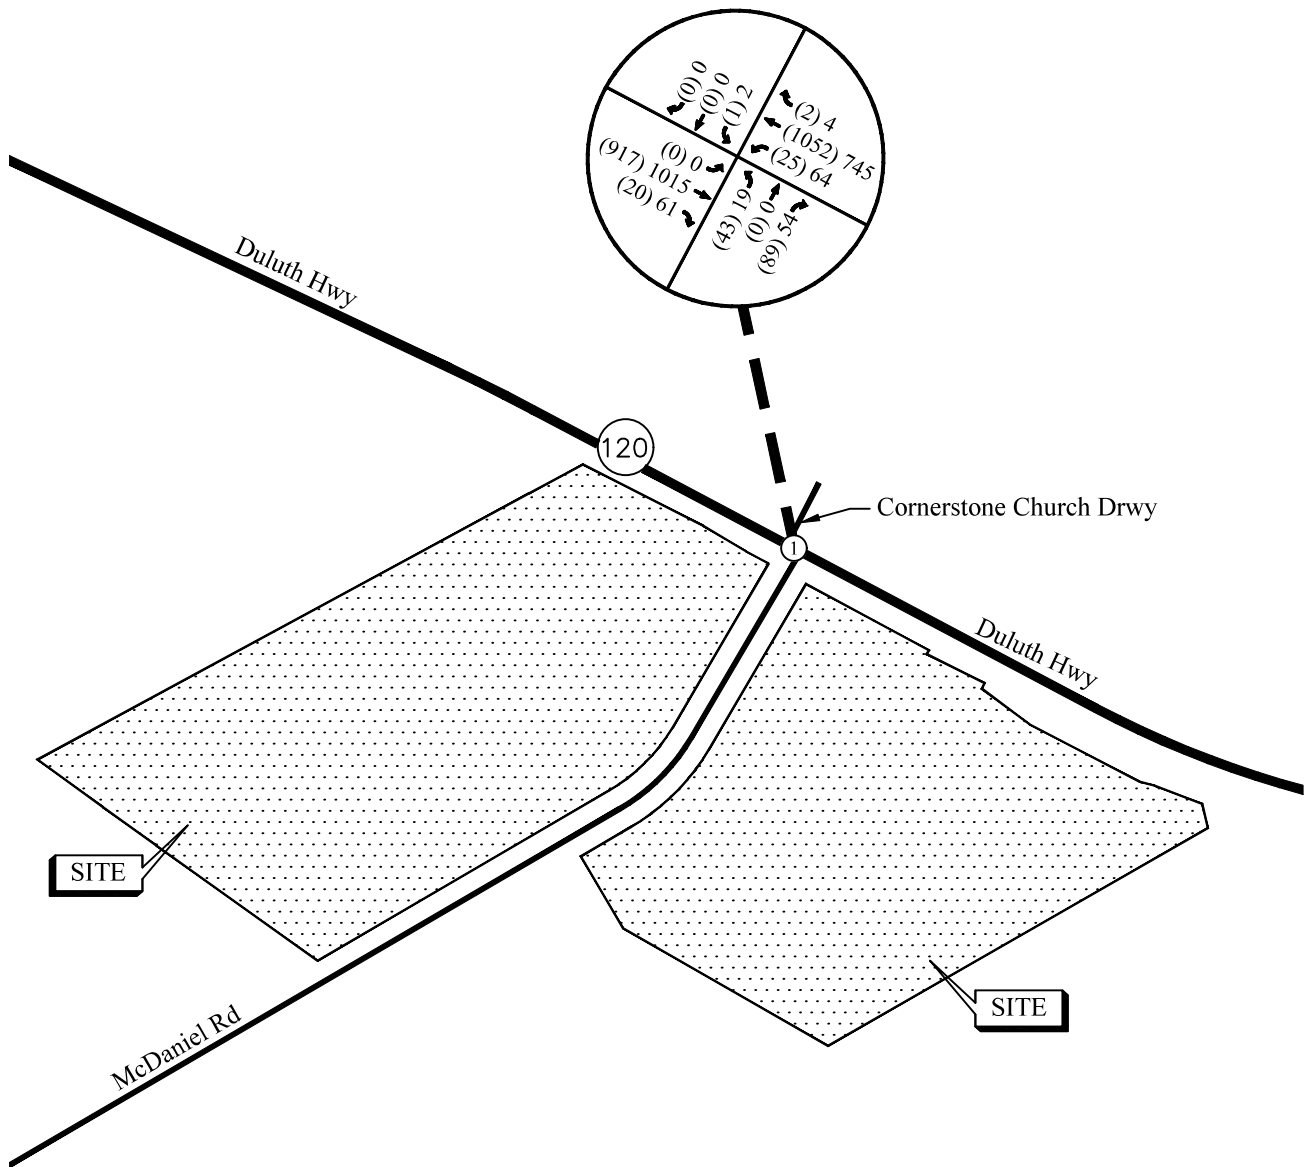 (0) 0
(0) 0
(1) 2
(2) 4
(1052) 745
(25) 64
(0) 0
(917) 1015
(20) 61
(43) 19
(0) 0
(89) 54
Duluth Hwy
120
Cornerstone Church Drwy
1
Duluth Hwy
SITE
SITE
McDaniel Rd